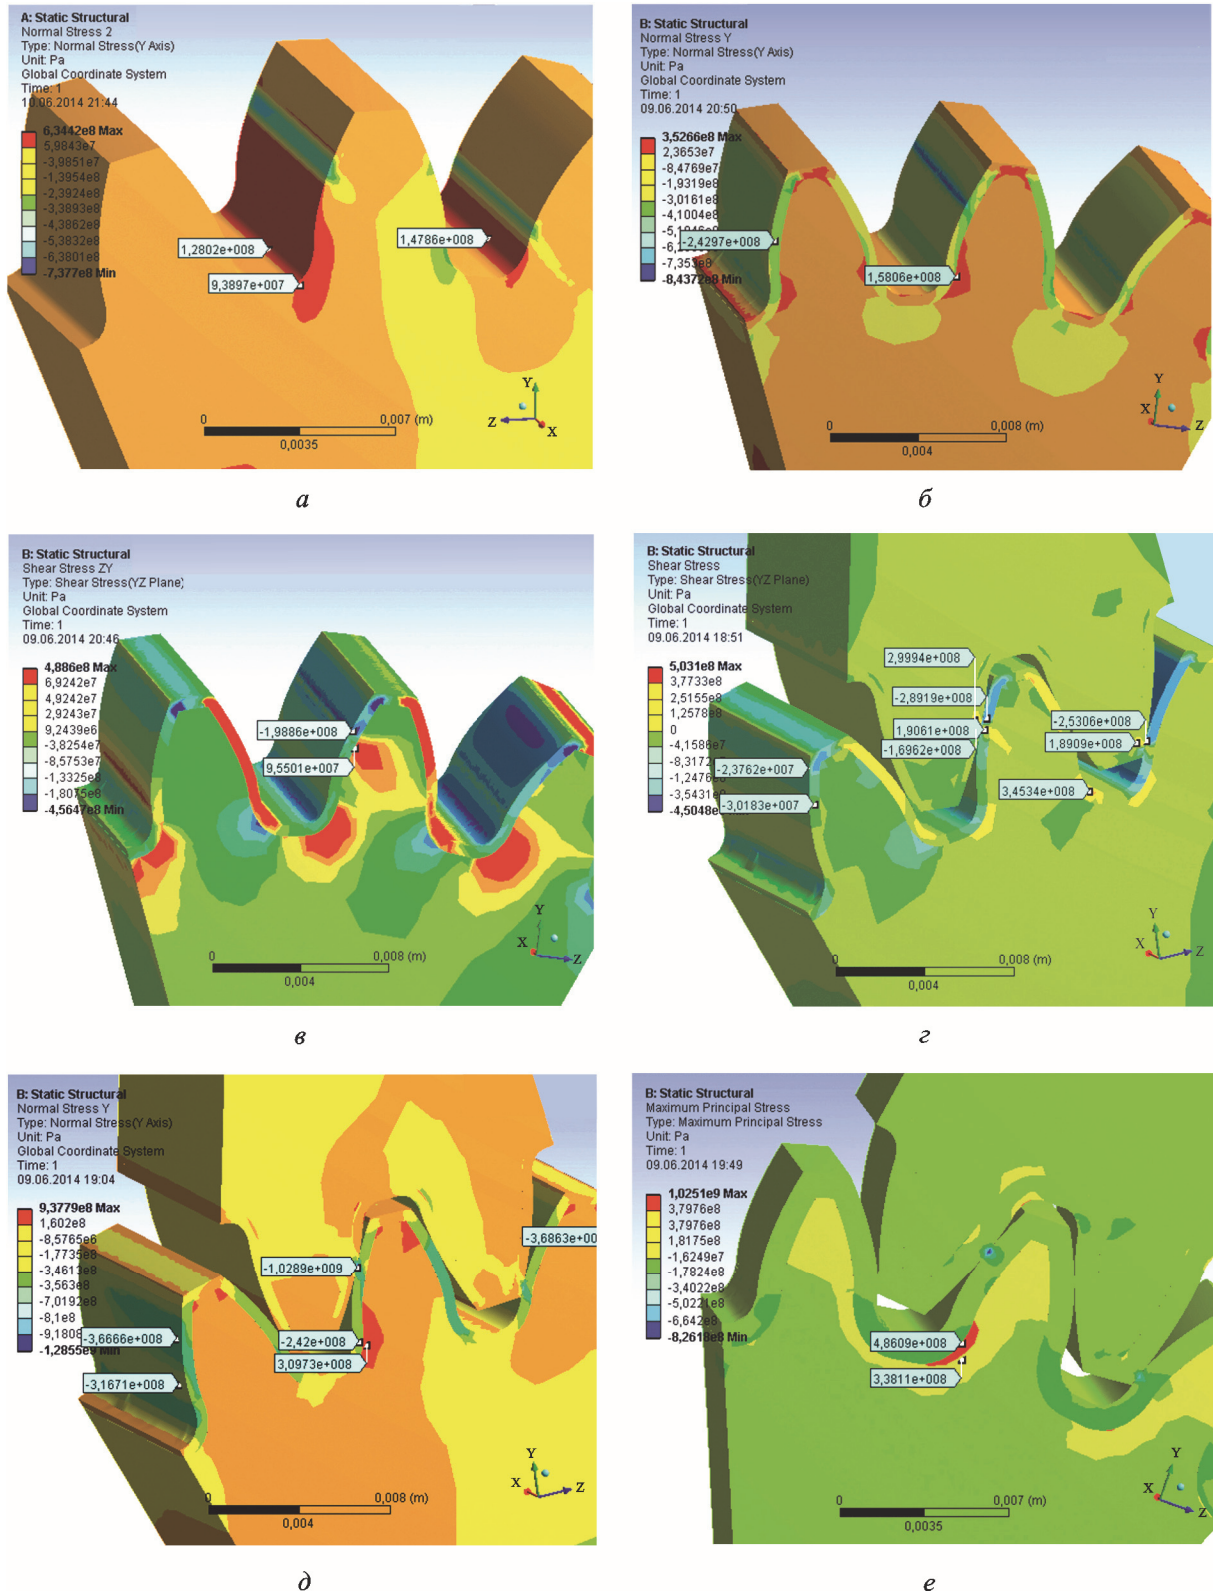 A: Static Structural
Normal Stress 2
Type: Normal Stress(Y Axis)
Unit: Pa
Global Coordinate System
Time: 1
10.06.2014 21:44
6,3442e8 Max
5,9843e7
-3,9851e7
-1,3954e8
-2,3924e8
-3,3893e8
-4,3862e8
-5,3832e8
-6,3801e8
-7,377e8 Min
1,2802e+008
9,3897e+007
1,4786e+008
Y
Z
X
0
0,007 (m)
0,0035
а
B: Static Structural
Normal Stress Y
Type: Normal Stress(Y Axis)
Unit: Pa
Global Coordinate System
Time: 1
09.06.2014 20:50
3,5266e8 Max
2,3653e7
-8,4769e7
-1,9319e8
-3,0161e8
-4,1004e8
-7,353e8
-8,4372e8 Min
-2,4297e+008
1,5806e+008
Y
X
Z
0
0,008 (m)
0,004
б
B: Static Structural
Shear Stress ZY
Type: Shear Stress(YZ Plane)
Unit: Pa
Global Coordinate System
Time: 1
09.06.2014 20:46
4,886e8 Max
6,9242e7
4,9242e7
2,9243e7
9,2439e6
-3,8254e7
-8,5753e7
-1,3325e8
-1,8075e8
-4,5647e8 Min
-1,9886e+008
9,5501e+007
Y
X
Z
0
0,008 (m)
0,004
в
B: Static Structural
Shear Stress
Type: Shear Stress(YZ Plane)
Unit: Pa
Global Coordinate System
Time: 1
09.06.2014 18:51
5,031e8 Max
3,7733e8
2,5155e8
1,2578e8
0
-4,1586e7
-8,3172e7
-1,2476e8
-3,5431e8
-4,5048e8
2,9994e+008
-2,8919e+008
1,9061e+008
-1,6962e+008
-2,5306e+008
1,8909e+008
-2,3762e+007
-3,0183e+007
3,4534e+008
Y
X
Z
0
0,008 (m)
0,004
г
B: Static Structural
Normal Stress Y
Type: Normal Stress(Y Axis)
Unit: Pa
Global Coordinate System
Time: 1
09.06.2014 19:04
9,3779e8 Max
1,602e8
-8,5765e6
-1,7735e8
-3,4613e8
-3,563e8
-7,0192e8
-8,1e8
-9,1808
-1,2855e9 Min
-3,6863e+00
-1,0289e+009
-3,6666e+008
-2,42e+008
3,0973e+008
-3,1671e+008
Y
X
Z
0
0,008 (m)
0,004
д
B: Static Structural
Maximum Principal Stress
Type: Maximum Principal Stress
Unit: Pa
Time: 1
09.06.2014 19:49
1,0251e9 Max
3,7976e8
3,7976e8
1,8175e8
-1,6249e7
-1,7824e8
-3,4022e8
-5,0221e8
-6,642e8
-8,2618e8 Min
4,8609e+008
3,3811e+008
Y
X
Z
0
0,007 (m)
0,0035
е